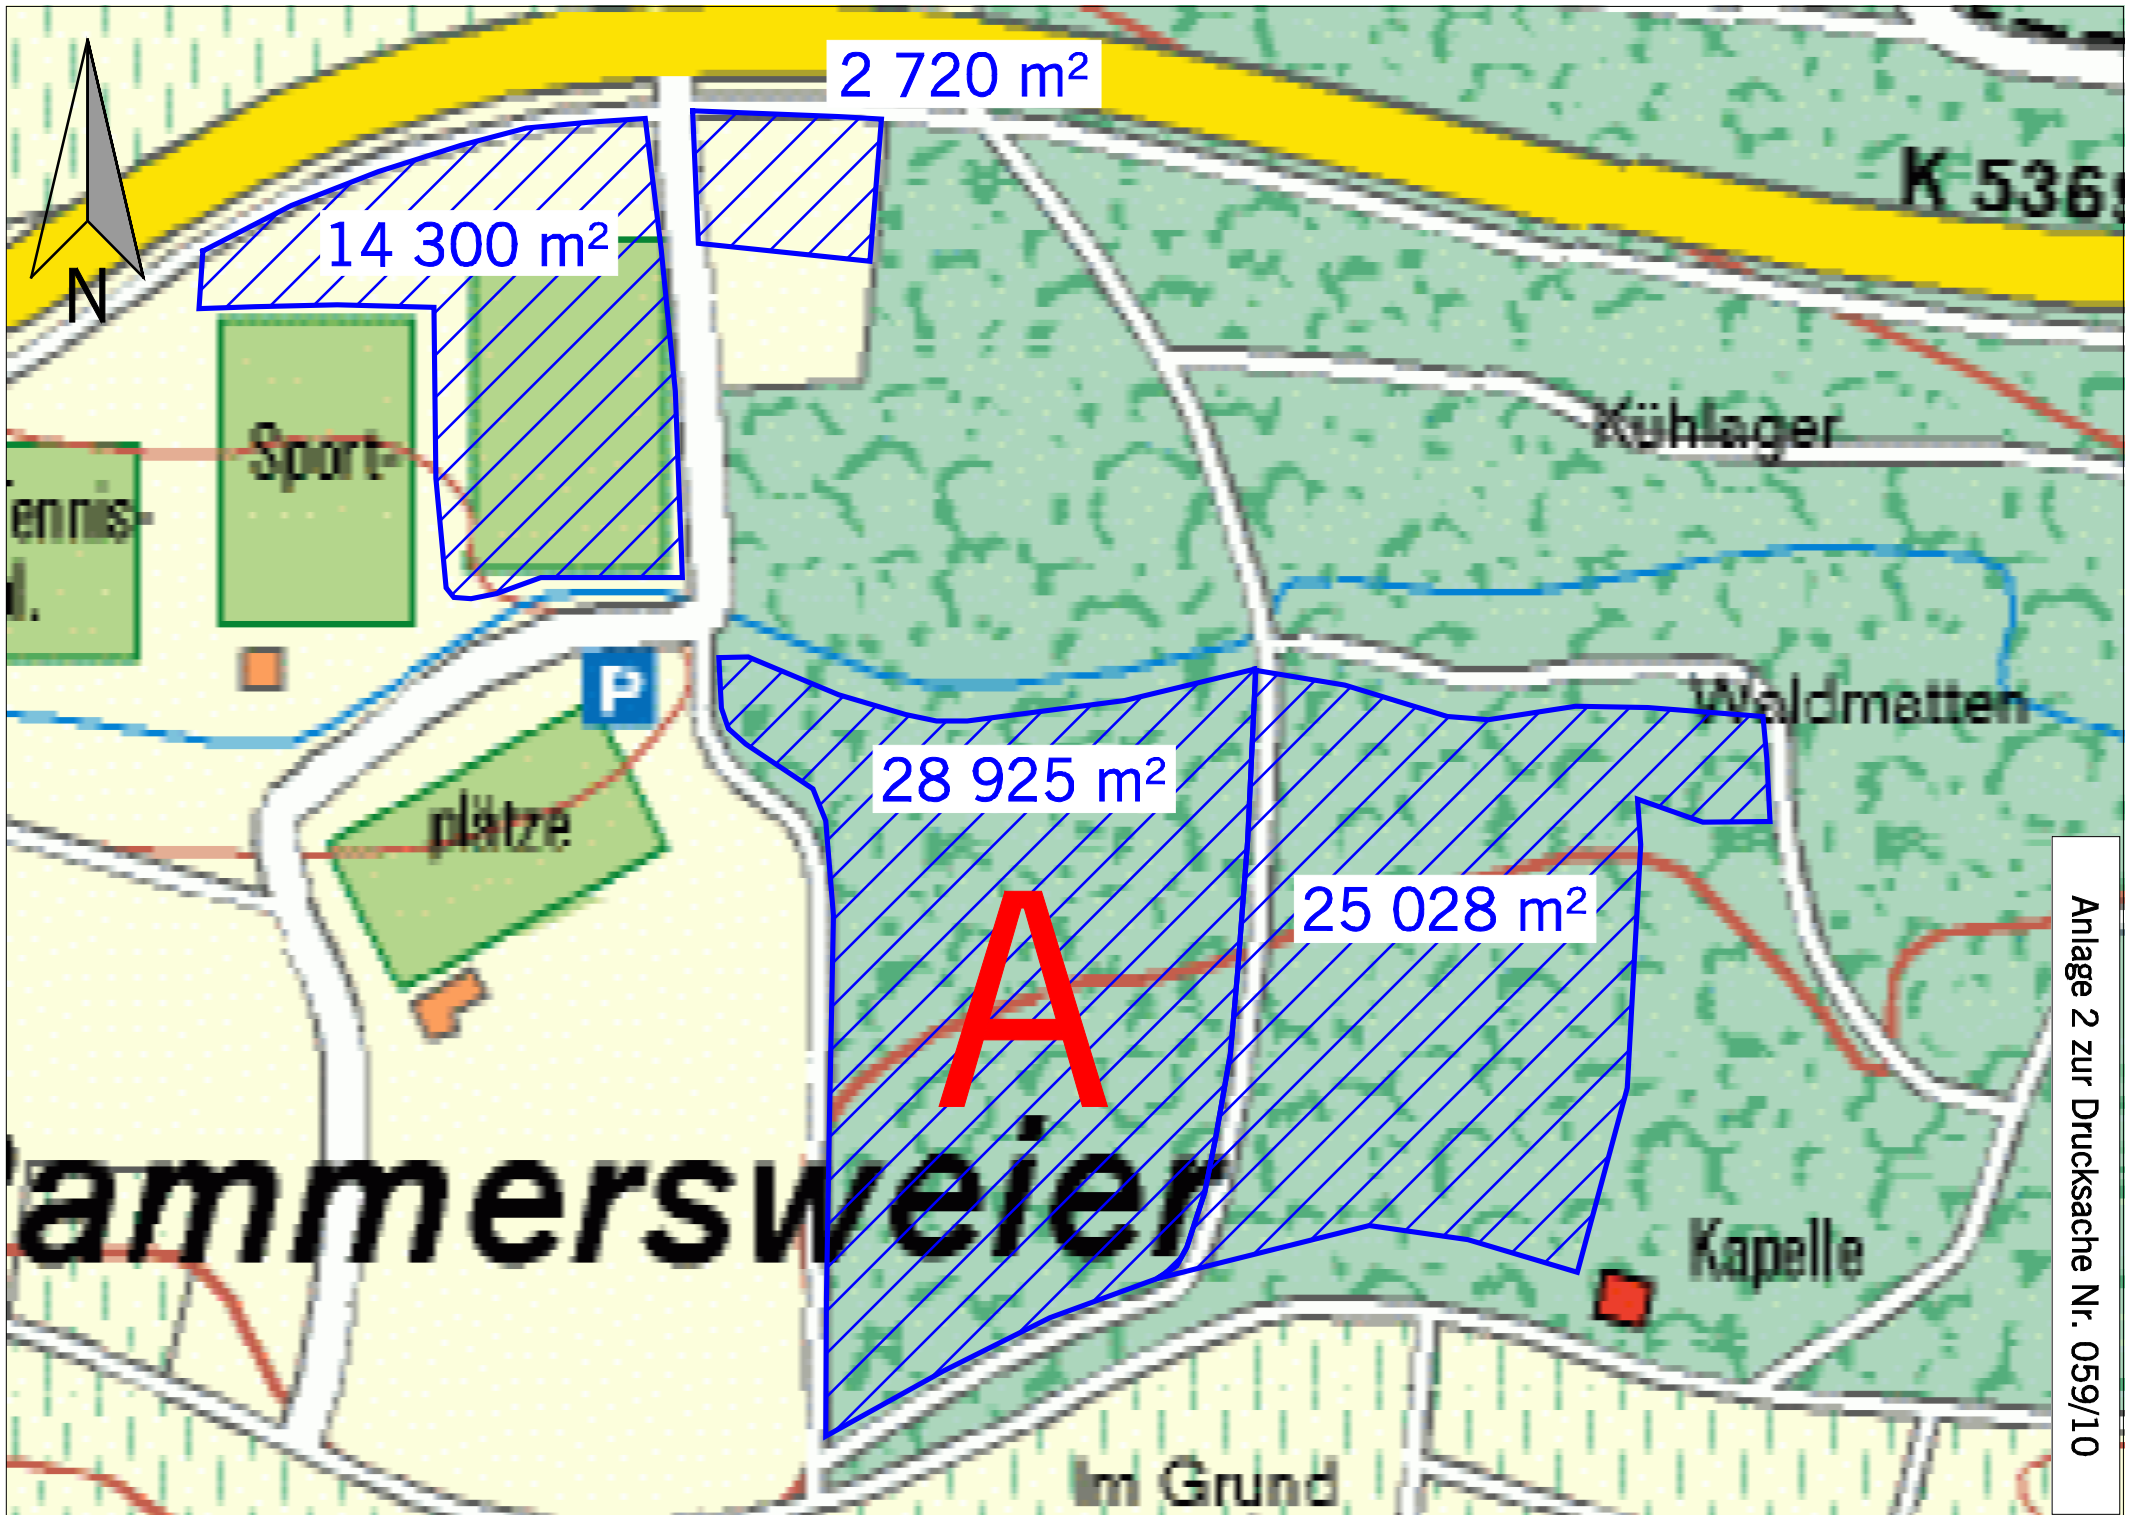 2 720 m²
K 5369
14 300 m²
N
Kühlager
Sport-
ennis-
l.
Waldmatten
P
28 925 m²
plätze
25 028 m²
A
ammersweier
Kapelle
Im Grund
Anlage 2 zur Drucksache Nr. 059/10